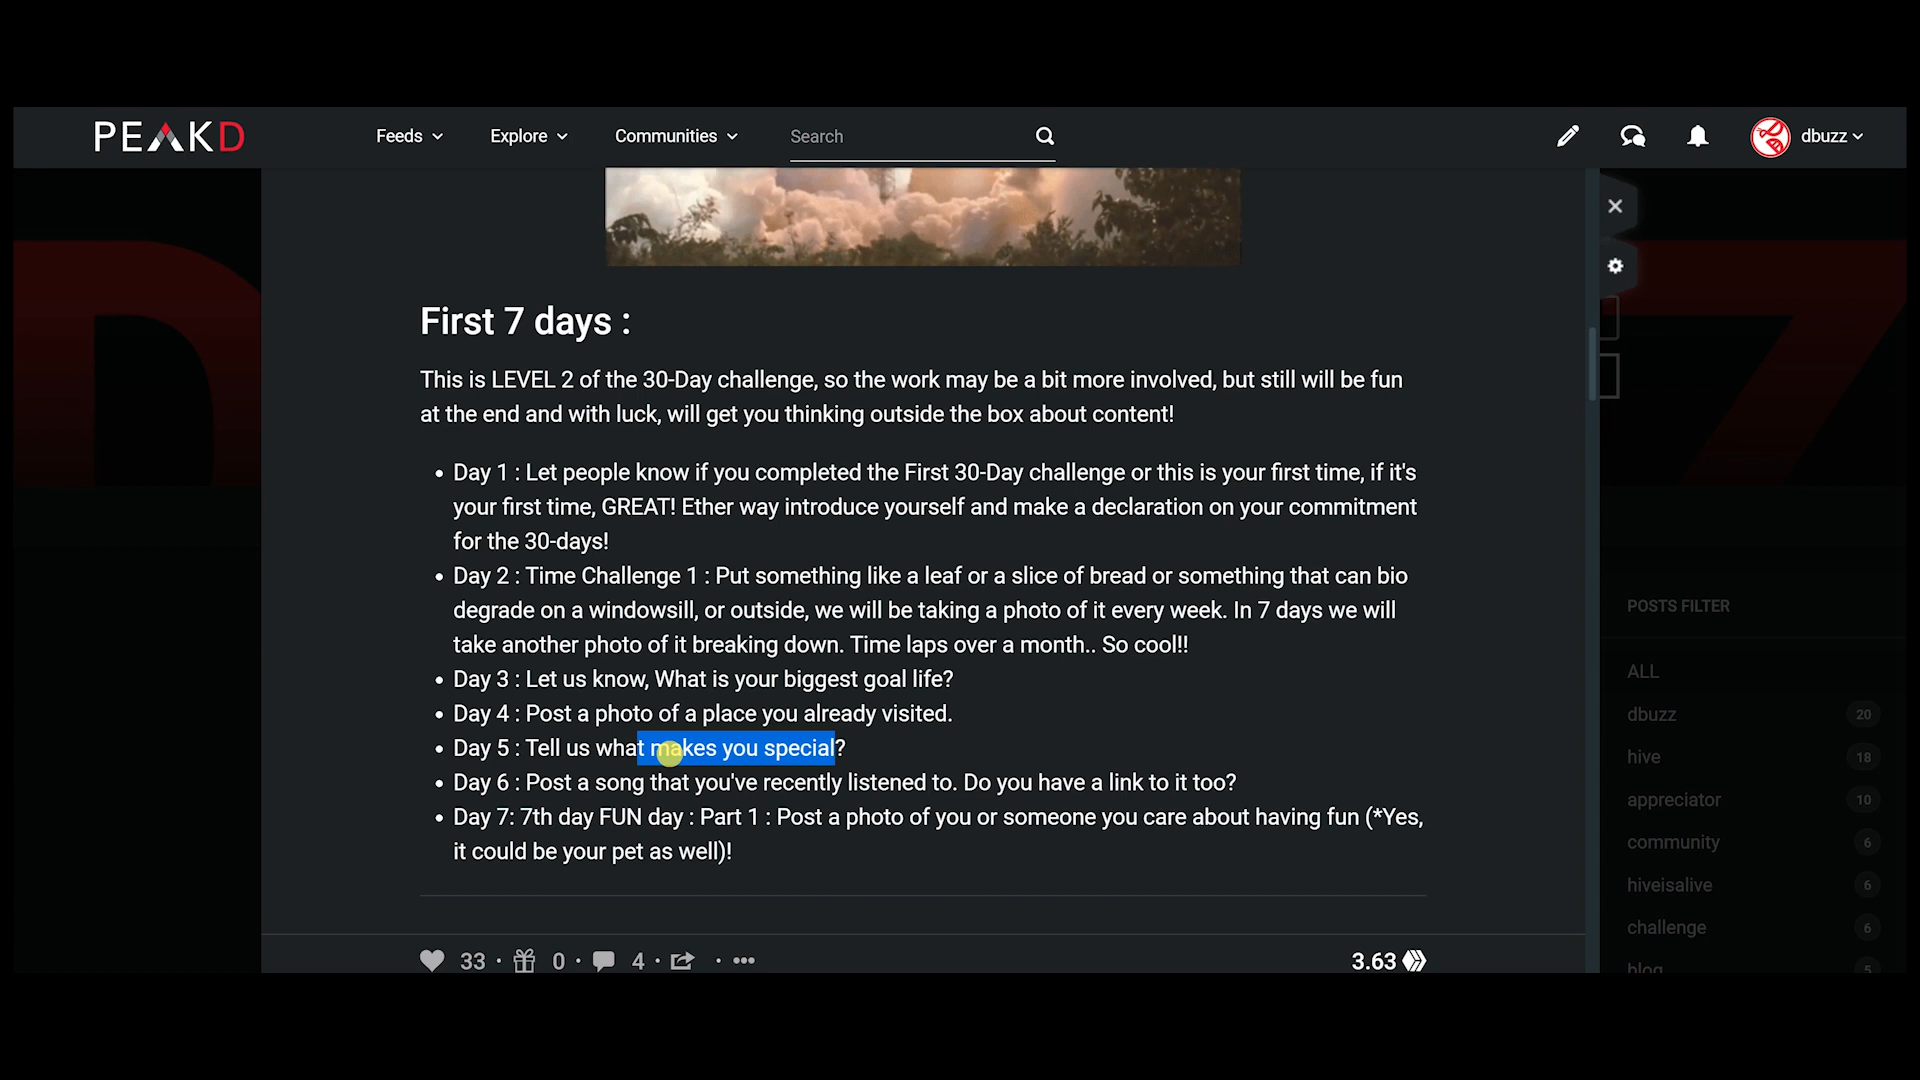 PEAKD Feeds Explore Communities Search dbuzz
First 7 days :
This is LEVEL 2 of the 30-Day challenge, so the work may be a bit more involved, but still will be fun
at the end and with luck, will get you thinking outside the box about content!
• Day 1 : Let people know if you completed the First 30-Day challenge or this is your first time, if it's
your first time, GREAT! Ether way introduce yourself and make a declaration on your commitment
for the 30-days!
• Day 2 : Time Challenge 1 : Put something like a leaf or a slice of bread or something that can bio
degrade on a windowsill, or outside, we will be taking a photo of it every week. In 7 days we will
take another photo of it breaking down. Time laps over a month.. So cool!!
• Day 3 : Let us know, What is your biggest goal life?
• Day 4 : Post a photo of a place you already visited.
• Day 5 : Tell us what makes you special?
• Day 6 : Post a song that you've recently listened to. Do you have a link to it too?
• Day 7: 7th day FUN day : Part 1 : Post a photo of you or someone you care about having fun (*Yes,
it could be your pet as well)!
33 · 0 · 4 · · ••• 3.63
POSTS FILTER
ALL
dbuzz 20
hive 18
appreciator 10
community 6
hiveisalive 6
challenge 6
blog 5
D 7